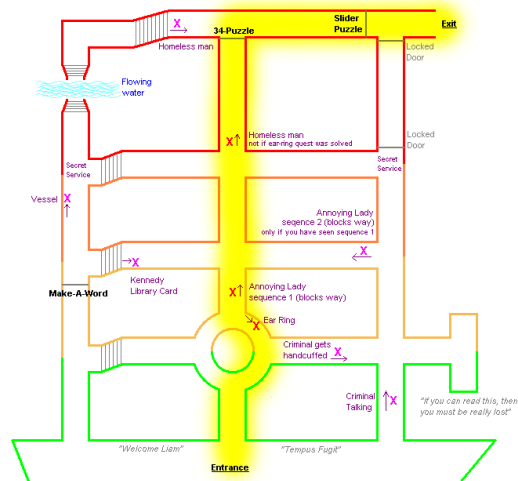 Slider
Puzzle
Exit
X
Homeless man
34-Puzzle
Locked
Door
Flowing
water
Homeless man
X
not if ear-ring quest was solved
Locked
Door
Secret
Service
Secret
Service
Vessel X
Annoying Lady
seqence 2 (blocks way)
only if you have seen sequence 1
X
X
Kennedy
Library Card
Make-A-Word
X
Annoying Lady
sequence 1 (blocks way)
Ear Ring
X
Criminal gets
handcuffed X
Criminal
Talking
X
"If you can read this, then
you must be really lost"
"Welcome Liam"
"Tempus Fugit"
Entrance